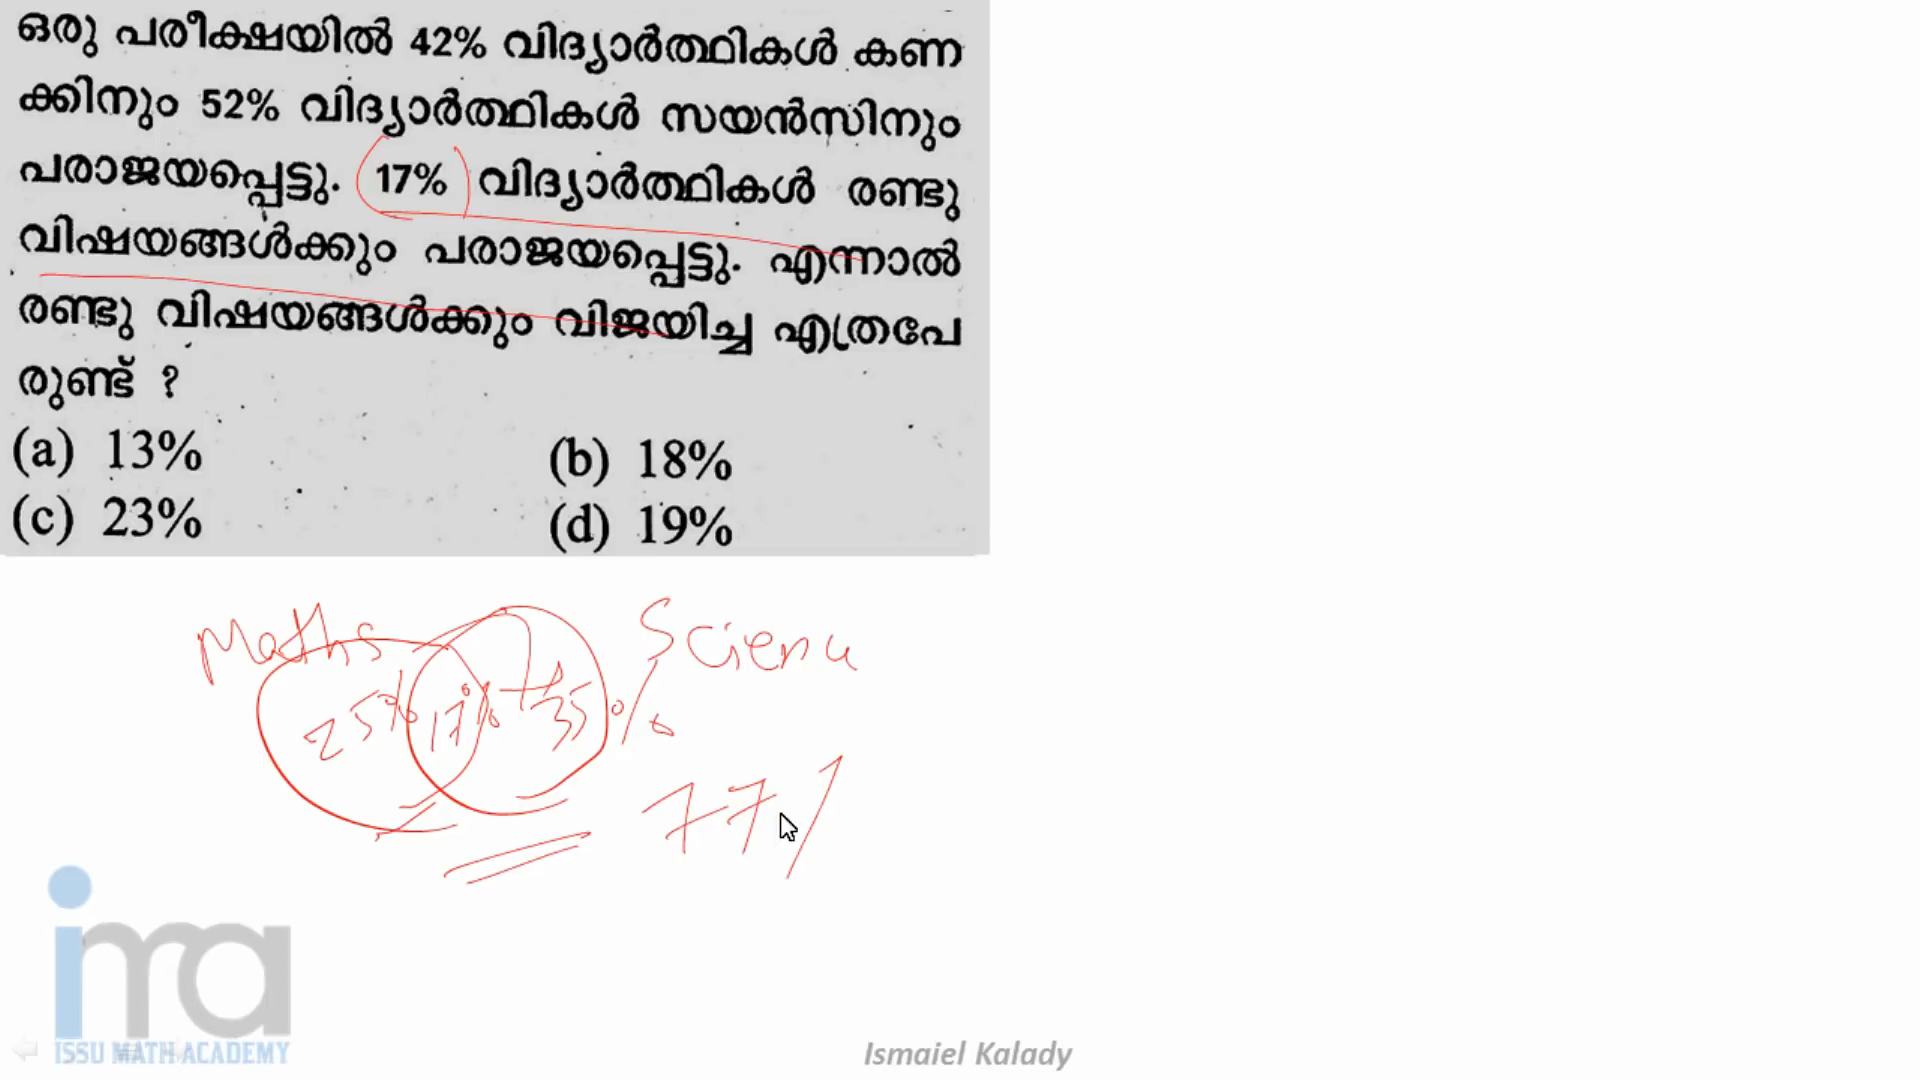 ഒരു പരീക്ഷയിൽ 42% വിദ്യാർത്ഥികൾ കണ
ക്കിനും 52% വിദ്യാർത്ഥികൾ സയൻസിനും
പരാജയപ്പെട്ടു. 17% വിദ്യാർത്ഥികൾ രണ്ടു
വിഷയങ്ങൾക്കും പരാജയപ്പെട്ടു. എന്നാൽ
രണ്ടു വിഷയങ്ങൾക്കും വിജയിച്ച എത്രപേ
രുണ്ട് ?
(a) 13% (b) 18%
(c) 23% (d) 19%
Maths
25% 17% 35%
77%
ima
ISSU MATH ACADEMY
Ismaiel Kalady